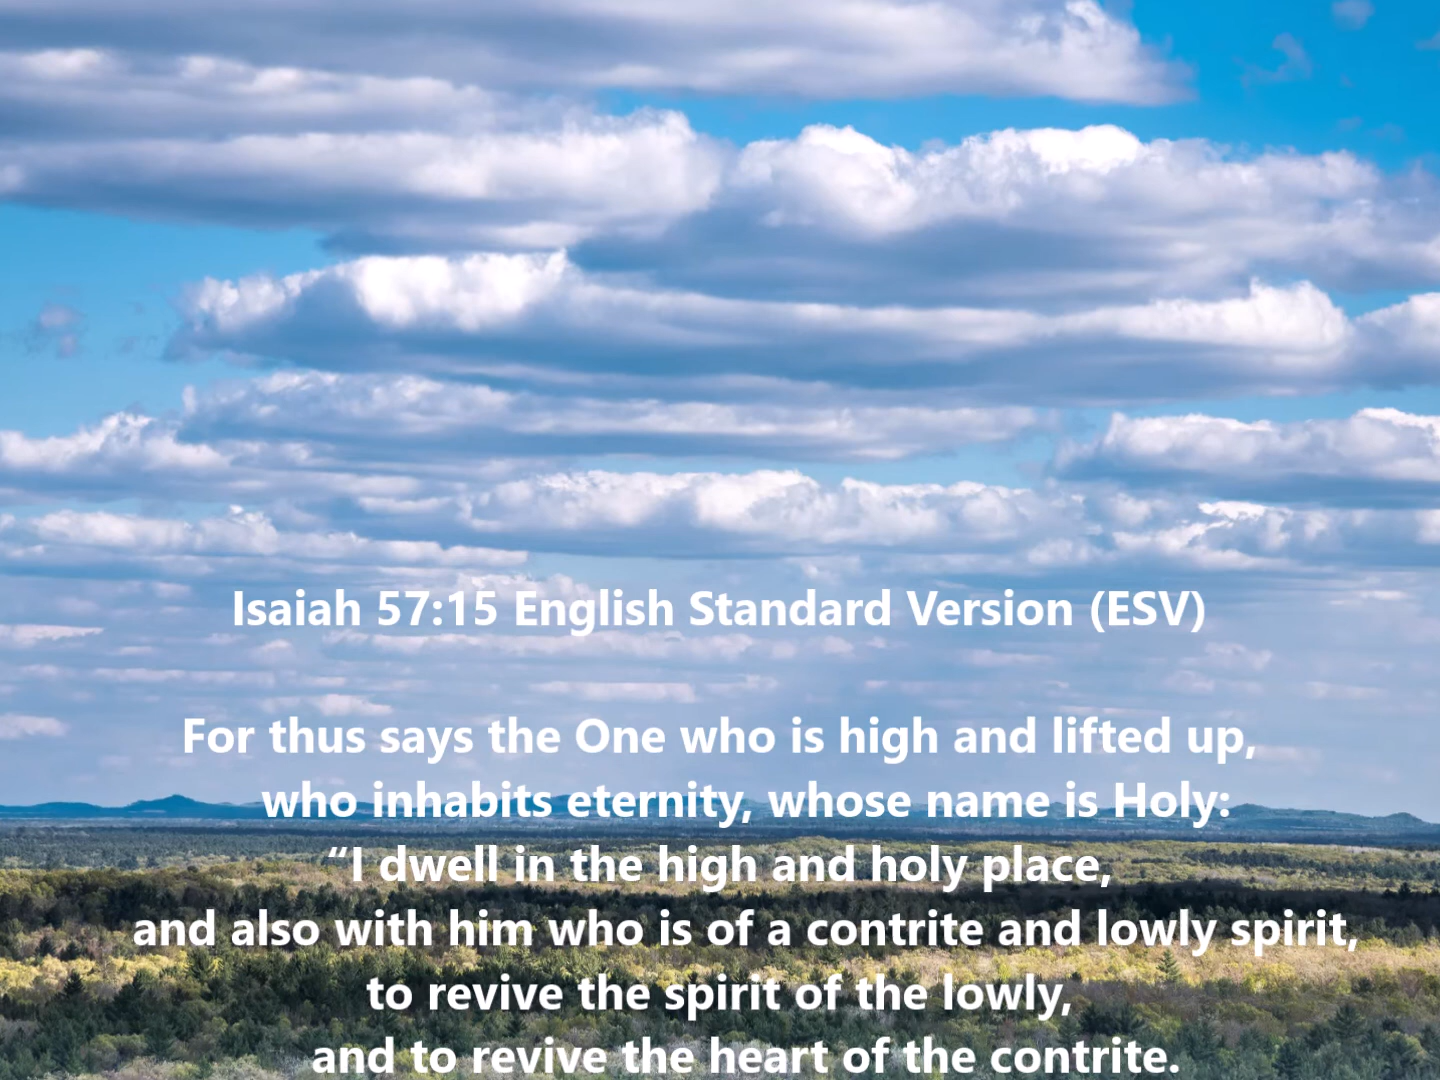 Isaiah 57:15 English Standard Version (ESV)
For thus says the One who is high and lifted up,
who inhabits eternity, whose name is Holy:
“I dwell in the high and holy place,
and also with him who is of a contrite and lowly spirit,
to revive the spirit of the lowly,
and to revive the heart of the contrite.